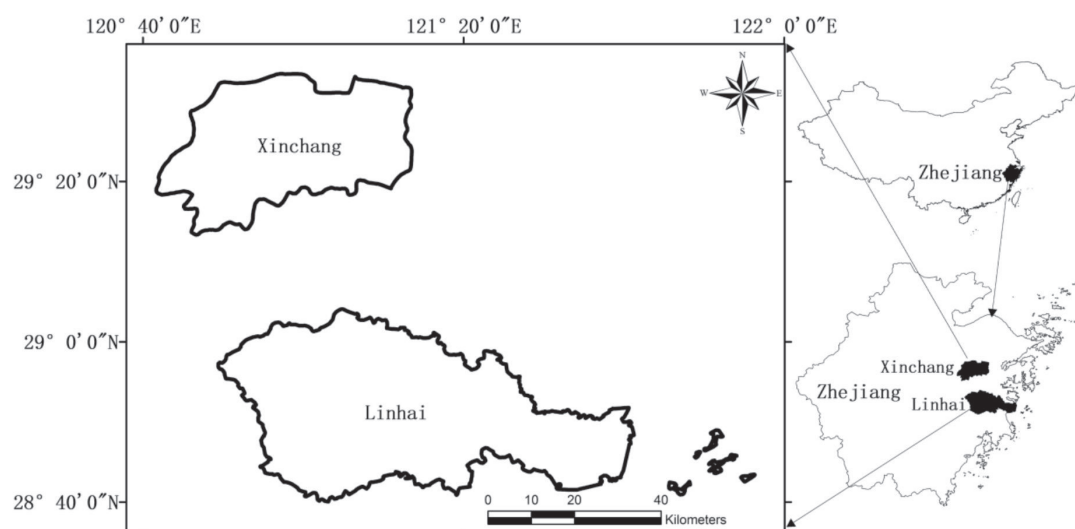 120° 40′0″E
121° 20′0″E
122° 0′0″E
N
W
E
S
Xinchang
29° 20′0″N
Zhejiang
29° 0′0″N
Xinchang
Zhejiang
Linhai
Linhai
28° 40′0″N
0 10 20 40
Kilometers